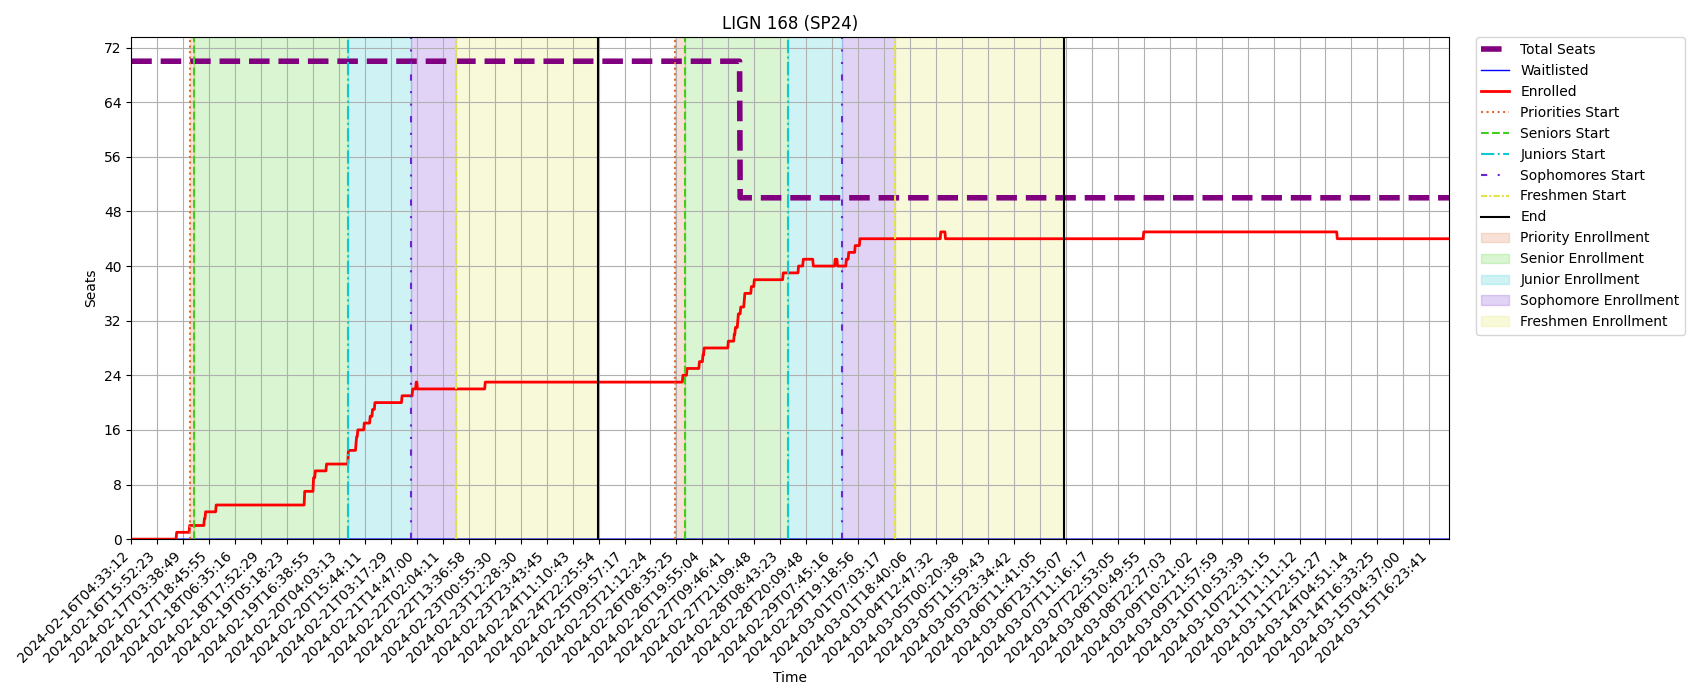 LIGN 168 (SP24)
72
64
56
48
40
32
24
16
8
0
Seats
2024-02-16T04:33:12
2024-02-16T15:52:23
2024-02-17T03:38:49
2024-02-17T18:45:55
2024-02-18T06:35:16
2024-02-18T17:52:29
2024-02-19T05:18:23
2024-02-19T16:38:55
2024-02-20T04:03:13
2024-02-20T15:44:11
2024-02-21T03:17:29
2024-02-21T14:47:00
2024-02-22T02:04:11
2024-02-22T13:36:58
2024-02-23T00:55:30
2024-02-23T12:28:30
2024-02-23T23:43:45
2024-02-24T11:10:43
2024-02-24T22:25:54
2024-02-25T09:57:17
2024-02-25T21:12:24
2024-02-26T08:35:25
2024-02-26T19:55:04
2024-02-27T09:46:41
2024-02-27T21:09:48
2024-02-28T08:43:23
2024-02-28T20:09:48
2024-02-29T07:45:16
2024-02-29T19:18:56
2024-03-01T07:03:17
2024-03-01T18:40:06
2024-03-04T12:47:32
2024-03-05T00:20:38
2024-03-05T11:59:43
2024-03-05T23:34:42
2024-03-06T11:41:05
2024-03-06T23:15:07
2024-03-07T11:16:17
2024-03-07T22:53:05
2024-03-08T10:49:55
2024-03-08T22:27:03
2024-03-09T10:21:02
2024-03-09T21:57:59
2024-03-10T10:53:39
2024-03-10T22:31:15
2024-03-11T11:11:12
2024-03-11T22:51:27
2024-03-14T04:51:14
2024-03-14T16:33:25
2024-03-15T04:37:00
2024-03-15T16:23:41
Time
Total Seats
Waitlisted
Enrolled
Priorities Start
Seniors Start
Juniors Start
Sophomores Start
Freshmen Start
End
Priority Enrollment
Senior Enrollment
Junior Enrollment
Sophomore Enrollment
Freshmen Enrollment